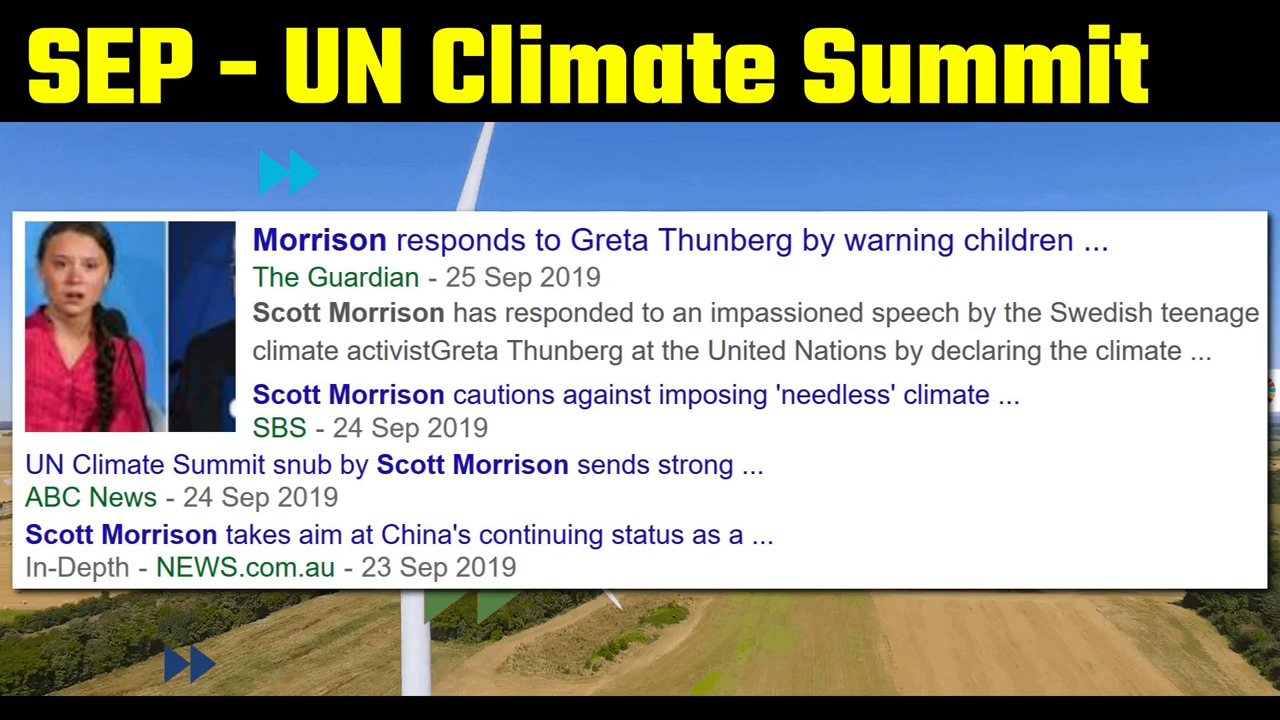 SEP - UN Climate Summit
Morrison responds to Greta Thunberg by warning children ...
The Guardian - 25 Sep 2019
Scott Morrison has responded to an impassioned speech by the Swedish teenage
climate activistGreta Thunberg at the United Nations by declaring the climate ...
Scott Morrison cautions against imposing 'needless' climate ...
SBS - 24 Sep 2019
UN Climate Summit snub by Scott Morrison sends strong ...
ABC News - 24 Sep 2019
Scott Morrison takes aim at China's continuing status as a ...
In-Depth - NEWS.com.au - 23 Sep 2019